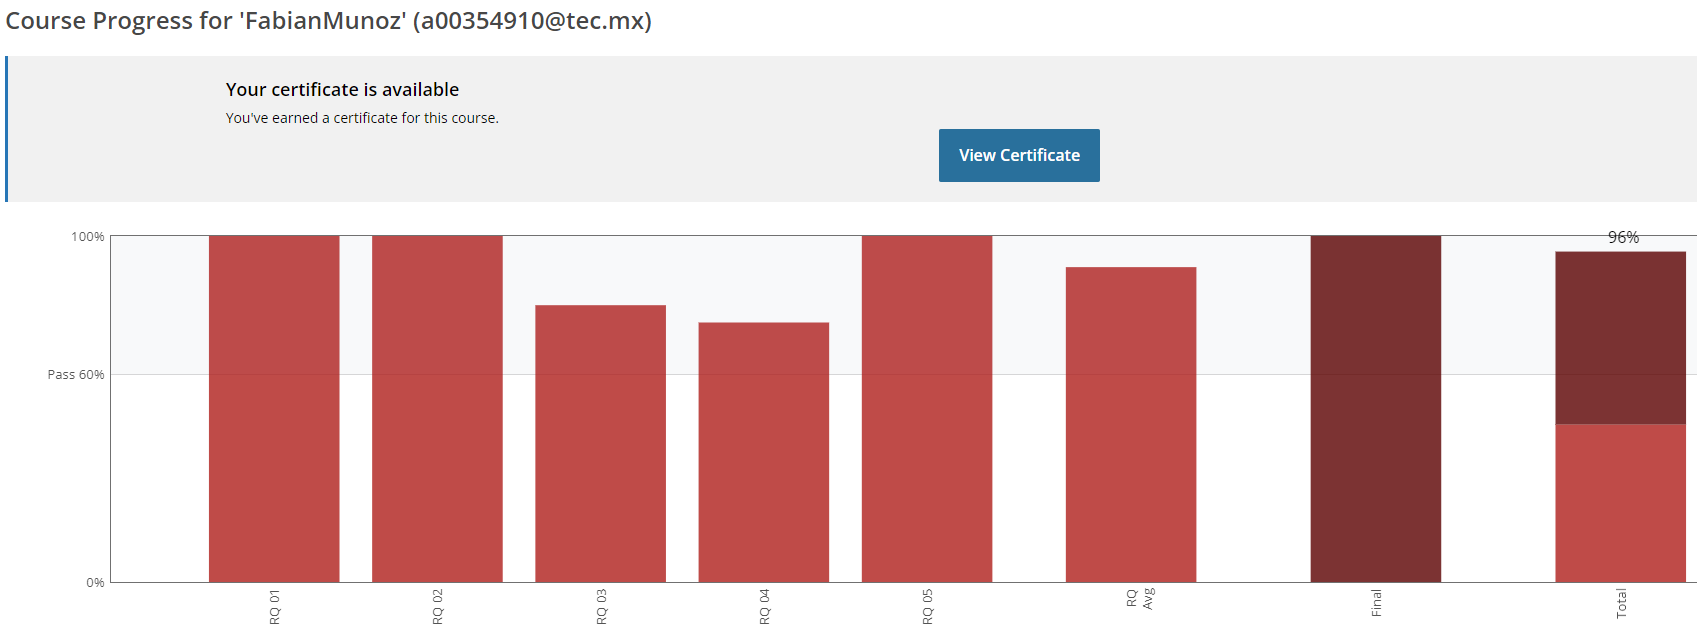 Course Progress for 'FabianMunoz' (a00354910@tec.mx)
Your certificate is available
You've earned a certificate for this course.
View Certificate
100%
96%
Pass 60%
0%
RQ 01
RQ 02
RQ 03
RQ 04
RQ 05
RQ
Avg
Final
Total